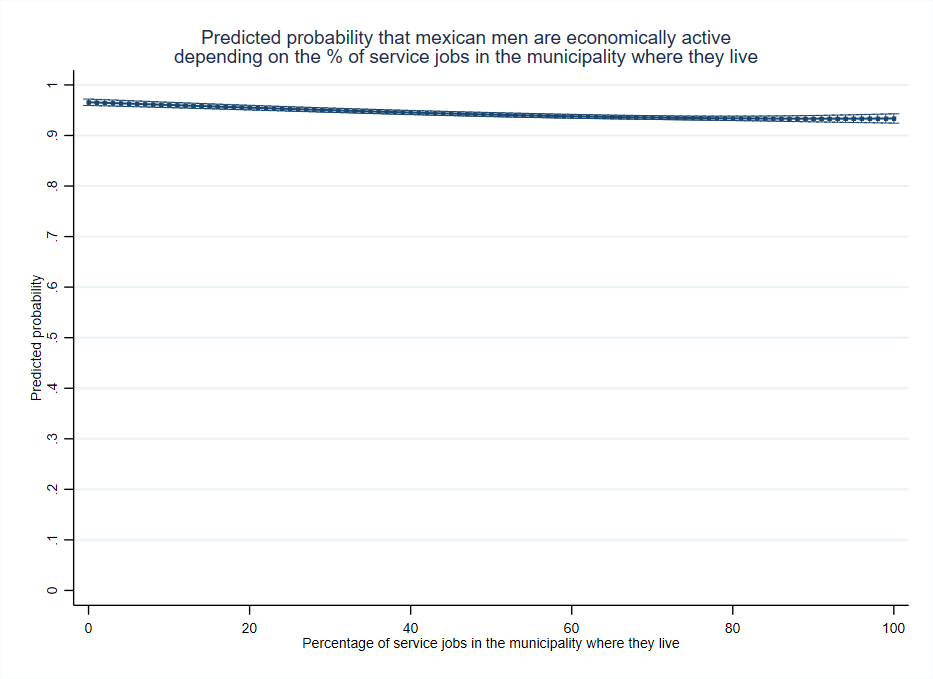 Predicted probability that mexican men are economically active
depending on the % of service jobs in the municipality where they live
Predicted probability
1
.9
.8
.7
.6
.5
.4
.3
.2
.1
0
0 20 40 60 80 100
Percentage of service jobs in the municipality where they live